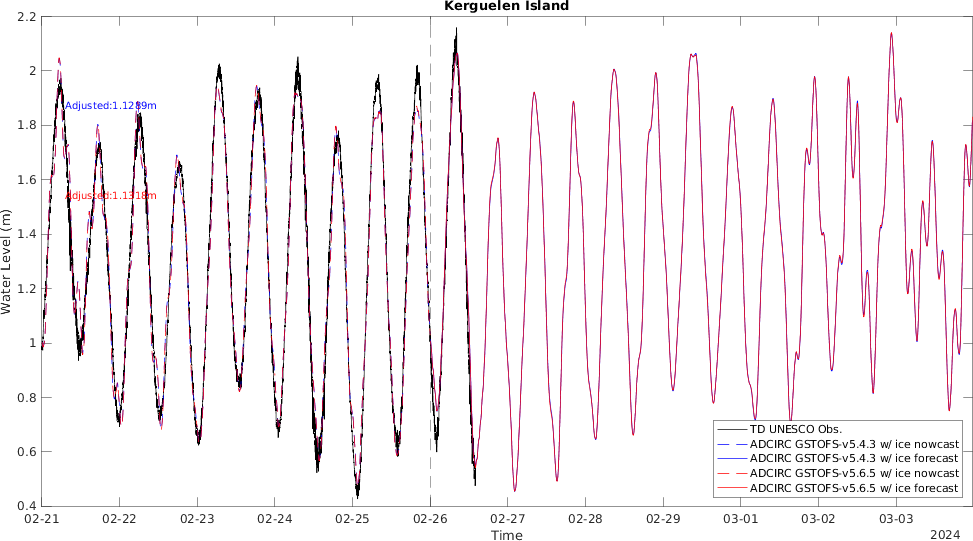 Kerguelen Island
2.2
2
1.8
1.6
1.4
1.2
1
0.8
0.6
0.4
Water Level (m)
Adjusted:1.1289m
Adjusted:1.1318m
TD UNESCO Obs.
ADCIRC GSTOFS-v5.4.3 w/ ice nowcast
ADCIRC GSTOFS-v5.4.3 w/ ice forecast
ADCIRC GSTOFS-v5.6.5 w/ ice nowcast
ADCIRC GSTOFS-v5.6.5 w/ ice forecast
02-21 02-22 02-23 02-24 02-25 02-26 02-27 02-28 02-29 03-01 03-02 03-03
Time
2024